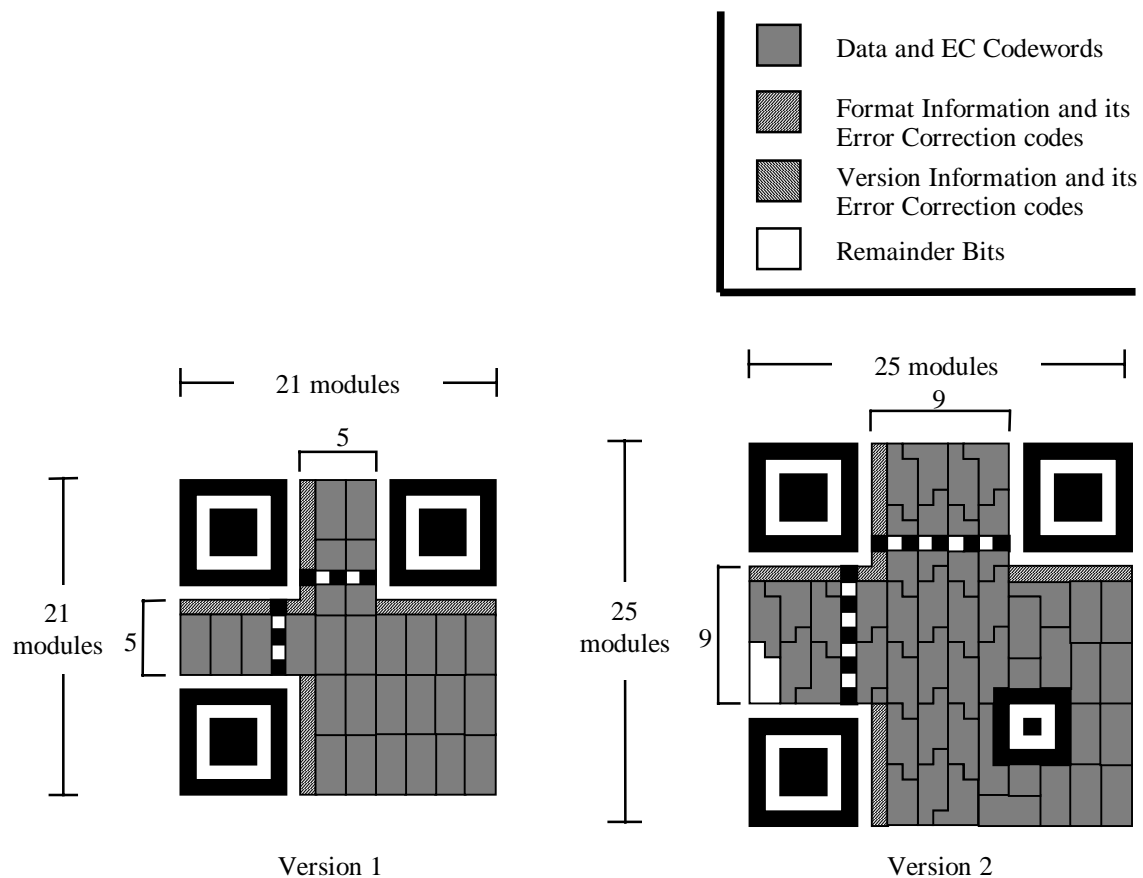 Data and EC Codewords
Format Information and its
Error Correction codes
Version Information and its
Error Correction codes
Remainder Bits
21 modules
5
21
modules
5
Version 1
25 modules
9
25
modules
9
Version 2